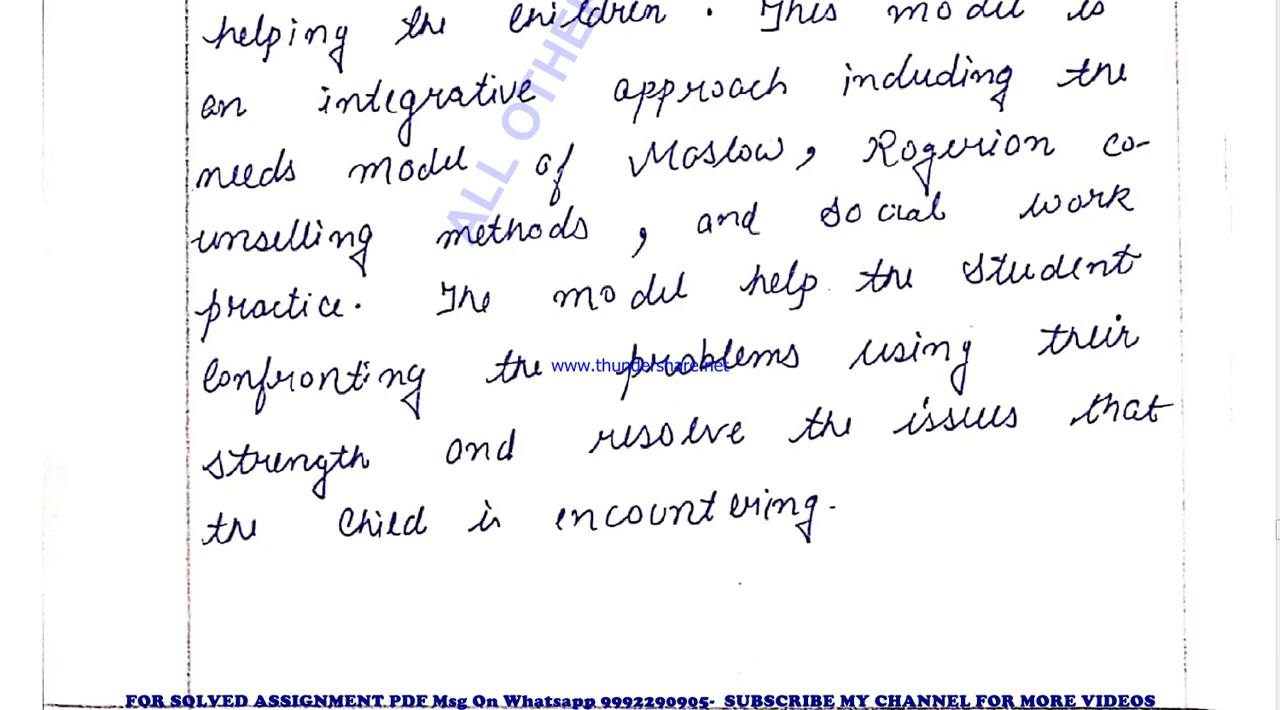 helping the children. This model is
an integrative approach including the
needs model of Maslow, Rogerion co-
unselling methods, and social work
practice. The model help the student
confronting the problems using their
strength and resolve the issues that
the child is encountering.
ALL OTHE
www.thundershare.net
FOR SOLVED ASSIGNMENT PDF Msg On Whatsapp 9992290905- SUBSCRIBE MY CHANNEL FOR MORE VIDEOS